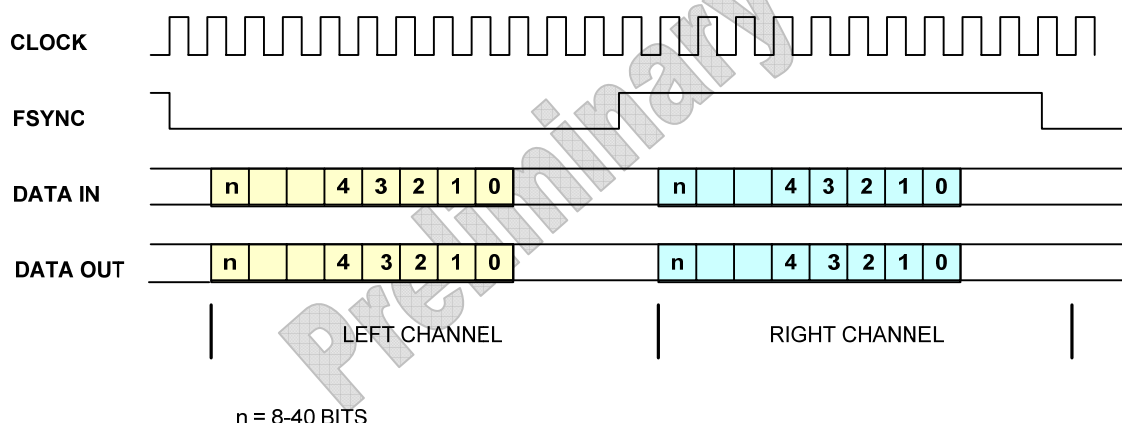 CLOCK
FSYNC
DATA IN
n 4 3 2 1 0
n 4 3 2 1 0
DATA OUT
n 4 3 2 1 0
n 4 3 2 1 0
LEFT CHANNEL
RIGHT CHANNEL
n = 8-40 BITS
Preliminary